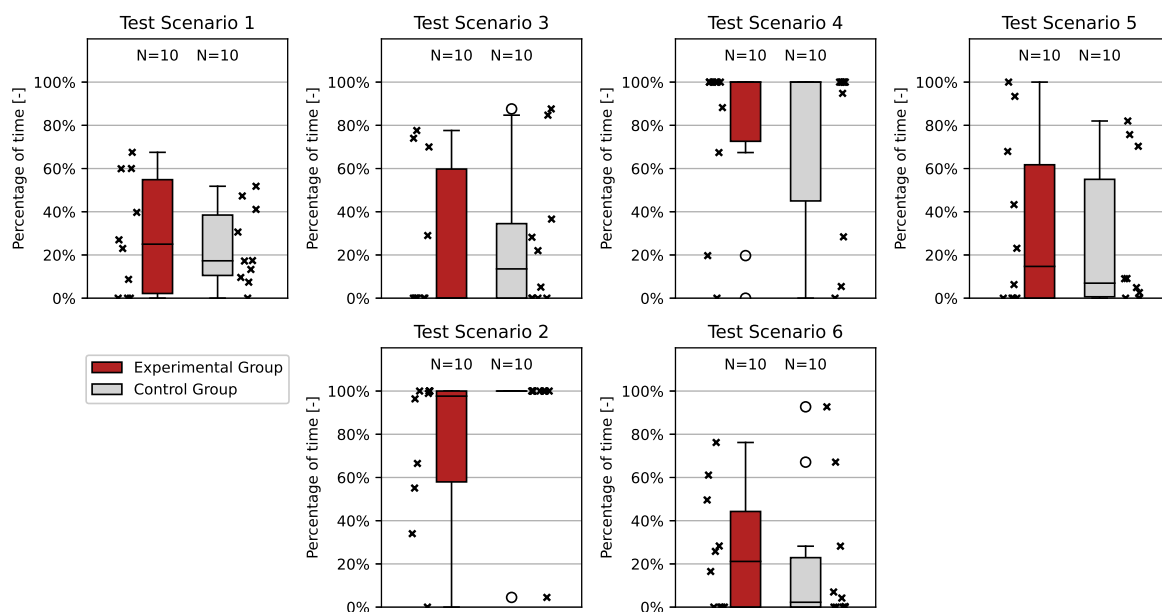 Test Scenario 1
N=10 N=10
Percentage of time [-]
100%
80%
60%
40%
20%
0%
Test Scenario 3
N=10 N=10
Percentage of time [-]
100%
80%
60%
40%
20%
0%
Test Scenario 4
N=10 N=10
Percentage of time [-]
100%
80%
60%
40%
20%
0%
Test Scenario 5
N=10 N=10
Percentage of time [-]
100%
80%
60%
40%
20%
0%
Experimental Group
Control Group
Test Scenario 2
N=10 N=10
Percentage of time [-]
100%
80%
60%
40%
20%
0%
Test Scenario 6
N=10 N=10
Percentage of time [-]
100%
80%
60%
40%
20%
0%